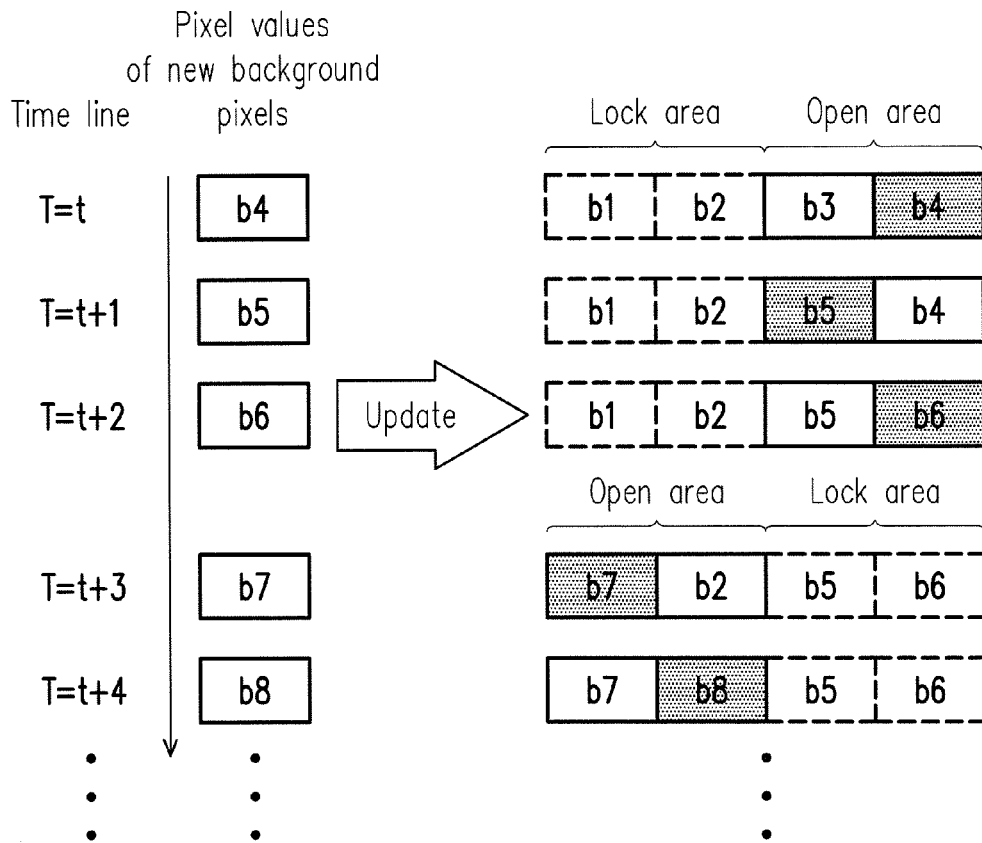 Pixel values
of new background
pixels
Time line
Lock area Open area
T=t b4 b1 b2 b3 b4
T=t+1 b5 b1 b2 b5 b4
T=t+2 b6 Update b1 b2 b5 b6
Open area Lock area
T=t+3 b7 b7 b2 b5 b6
T=t+4 b8 b7 b8 b5 b6